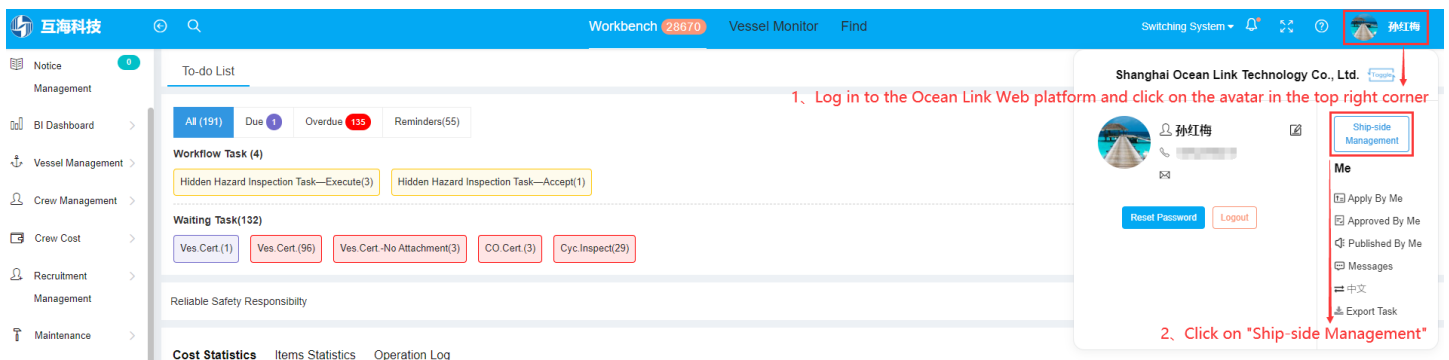 互海科技
Workbench 28670
Vessel Monitor
Find
Switching System
孙红梅
Notice Management
0
BI Dashboard
Vessel Management
Crew Management
Crew Cost
Recruitment Management
Maintenance
To-do List
All (191)
Due 1
Overdue 135
Reminders(55)
Workflow Task (4)
Hidden Hazard Inspection Task—Execute(3)
Hidden Hazard Inspection Task—Accept(1)
Waiting Task(132)
Ves.Cert.(1)
Ves.Cert.(96)
Ves.Cert.-No Attachment(3)
CO.Cert.(3)
Cyc.Inspect(29)
Reliable Safety Responsibilty
Cost Statistics
Items Statistics
Operation Log
Shanghai Ocean Link Technology Co., Ltd. Toggle
1、Log in to the Ocean Link Web platform and click on the avatar in the top right corner
孙红梅
Reset Password
Logout
Ship-side Management
Me
Apply By Me
Approved By Me
Published By Me
Messages
中文
Export Task
2、Click on "Ship-side Management"